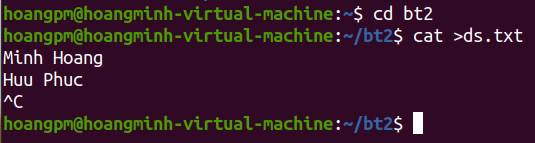 hoangpm@hoangminh-virtual-machine:~$ cd bt2
hoangpm@hoangminh-virtual-machine:~/bt2$ cat >ds.txt
Minh Hoang
Huu Phuc
^C
hoangpm@hoangminh-virtual-machine:~/bt2$